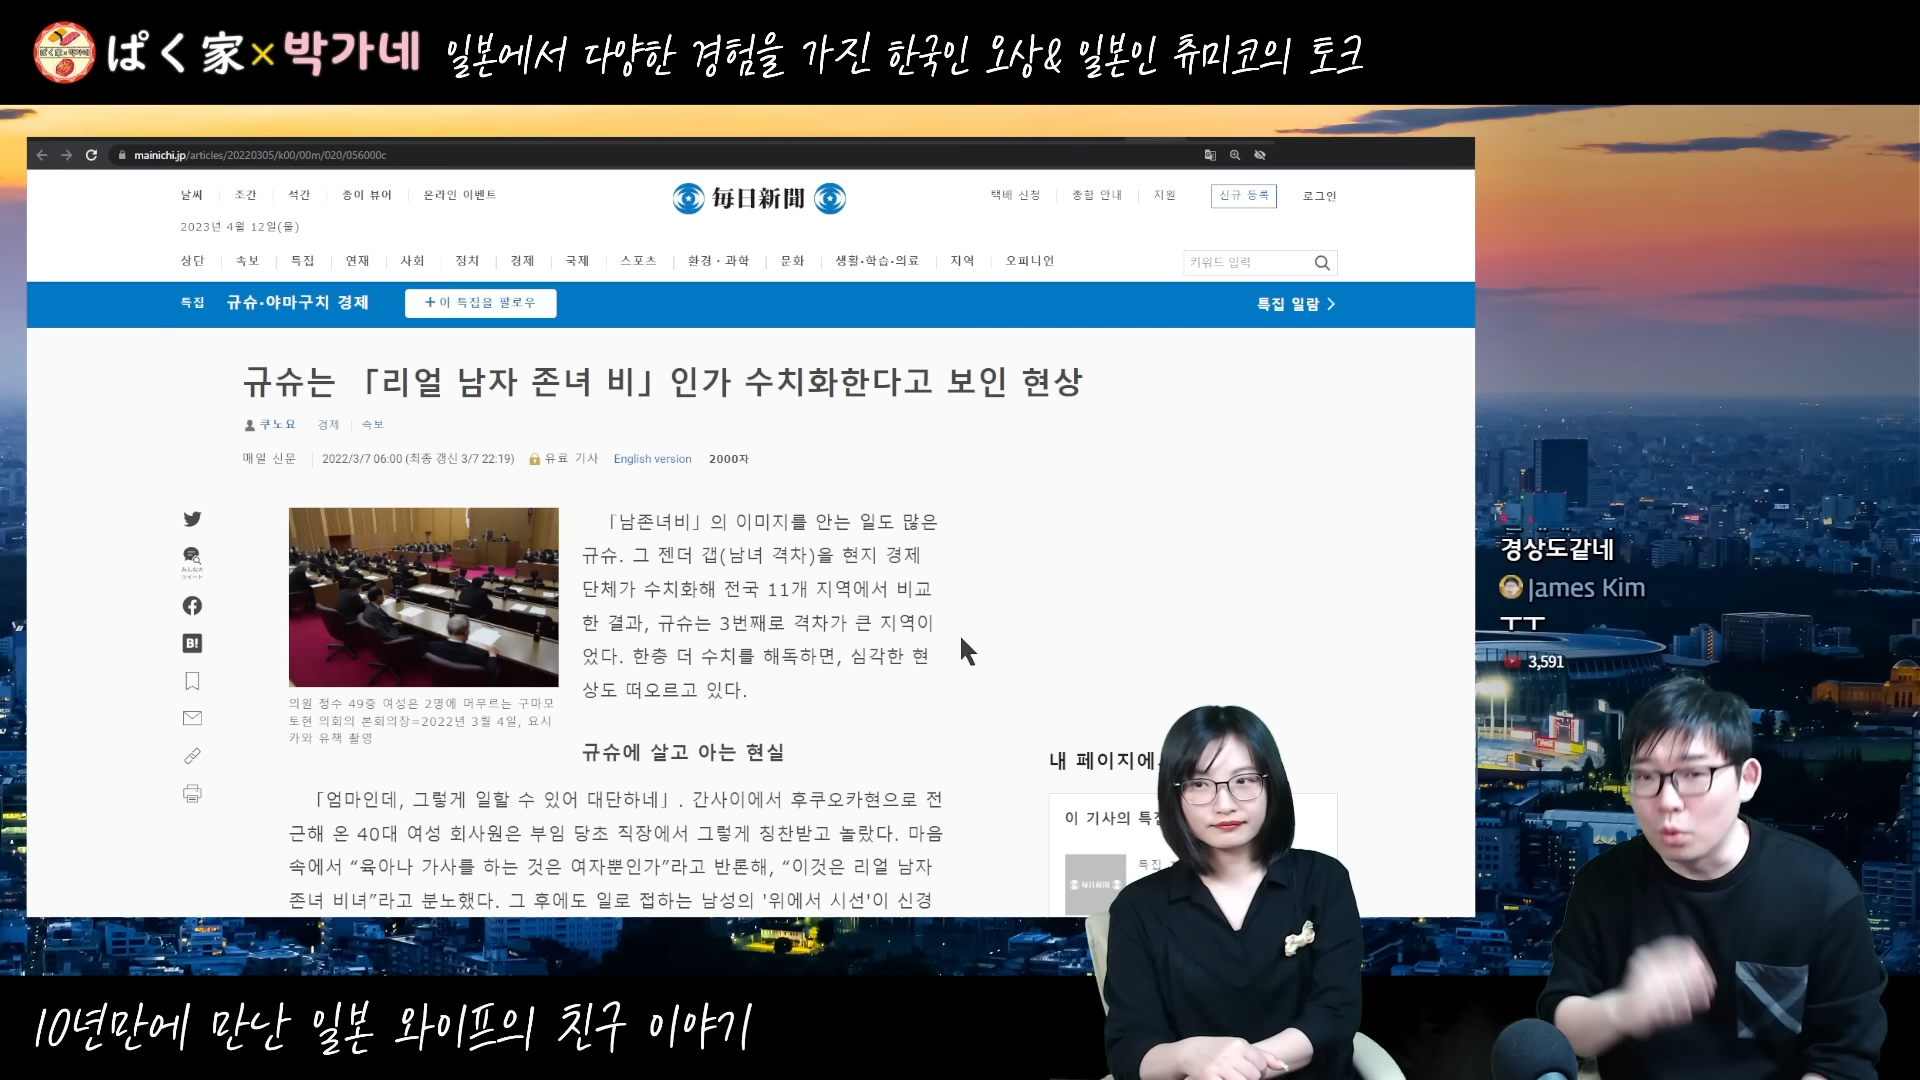 ぱく家×박가네 일본에서 다양한 경험을 가진 한국인 오상& 일본인 츄미코의 토크
mainichi.jp/articles/20220305/k00/00m/020/056000c
날씨 조간 석간 종이 뷰어 온라인 이벤트
毎日新聞
택배 신청 종합 안내 지원 신규 등록 로그인
2023년 4월 12일(물)
상단 속보 특집 연재 사회 정치 경제 국제 스포츠 환경・과학 문화 생활・학습・의료 지역 오피니언
키워드 입력
특집 규슈・야마구치 경제 +이 특집을 팔로우 특집 일람
규슈는 「리얼 남자 존녀 비」인가 수치화한다고 보인 현상
쿠노요 경제 속보
매일 신문 2022/3/7 06:00 (최종 갱신 3/7 22:19) 유료 기사 English version 2000자
みんなの
ツイート
B!
의원 정수 49중 여성은 2명에 머무르는 구마모
토현 의회의 본회의장=2022년 3월 4일, 요시
카와 유책 촬영
「남존녀비」의 이미지를 안는 일도 많은
규슈. 그 젠더 갭(남녀 격차)을 현지 경제
단체가 수치화해 전국 11개 지역에서 비교
한 결과, 규슈는 3번째로 격차가 큰 지역이
었다. 한층 더 수치를 해독하면, 심각한 현
상도 떠오르고 있다.
규슈에 살고 아는 현실
「엄마인데, 그렇게 일할 수 있어 대단하네」. 간사이에서 후쿠오카현으로 전
근해 온 40대 여성 회사원은 부임 당초 직장에서 그렇게 칭찬받고 놀랐다. 마음
속에서 “육아나 가사를 하는 것은 여자뿐인가”라고 반론해, “이것은 리얼 남자
존녀 비녀”라고 분노했다. 그 후에도 일로 접하는 남성의 '위에서 시선'이 신경
내 페이지에
이 기사의 특
특집
毎日新聞
경상도같네
James Kim
ㅜㅜ
3,591
10년만에 만난 일본 와이프의 친구 이야기